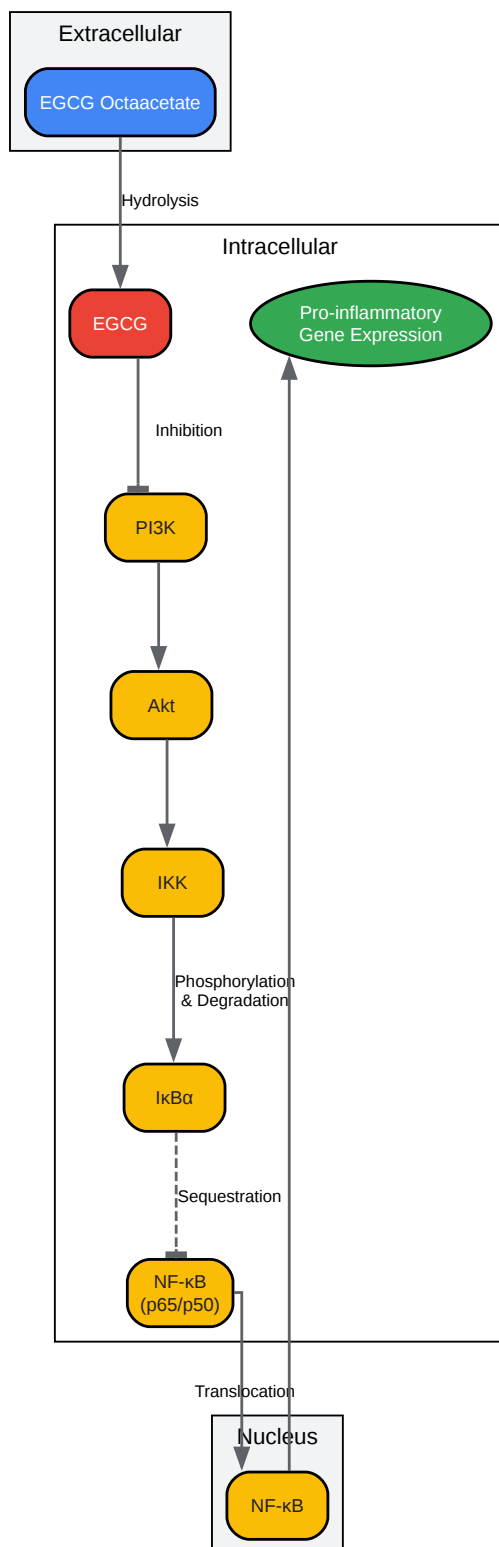 Extracellular
EGCG Octaacetate
Hydrolysis
Intracellular
EGCG
Pro-inflammatory
Gene Expression
Inhibition
PI3K
Akt
IKK
Phosphorylation
& Degradation
IκBα
Sequestration
NF-κB
(p65/p50)
Translocation
Nucleus
NF-κB